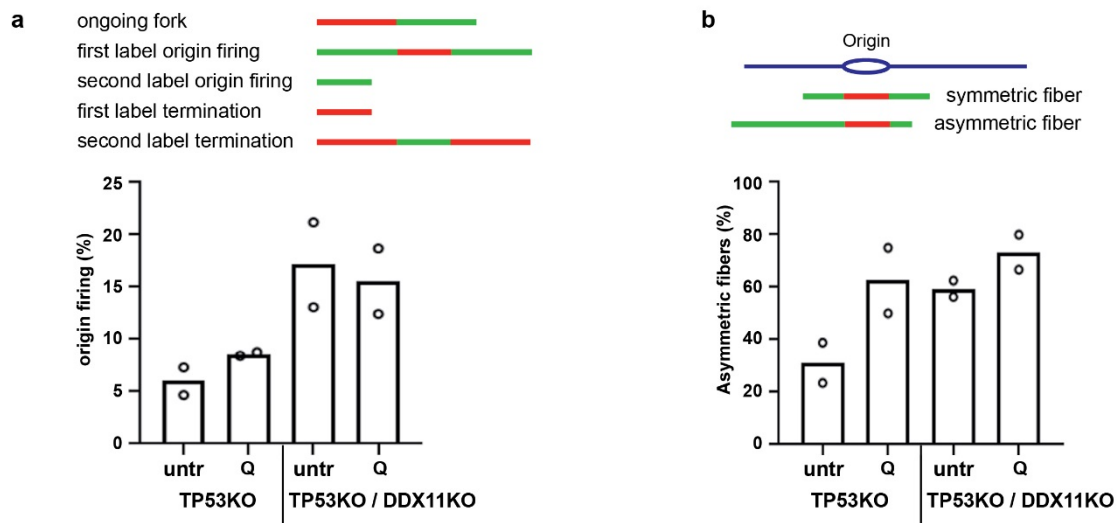 a
ongoing fork
first label origin firing
second label origin firing
first label termination
second label termination
origin firing (%)
25
20
15
10
5
0
untr Q untr Q
TP53KO TP53KO / DDX11KO
b
Origin
symmetric fiber
asymmetric fiber
Asymmetric fibers (%)
100
80
60
40
20
0
untr Q untr Q
TP53KO TP53KO / DDX11KO